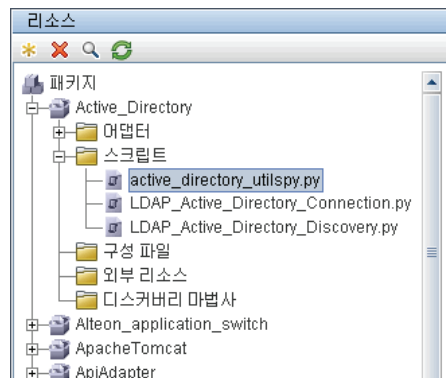 리소스
패키지
Active_Directory
어댑터
스크립트
active_directory_utilspy.py
LDAP_Active_Directory_Connection.py
LDAP_Active_Directory_Discovery.py
구성 파일
외부 리소스
디스커버리 마법사
Alteon_application_switch
ApacheTomcat
ApiAdapter